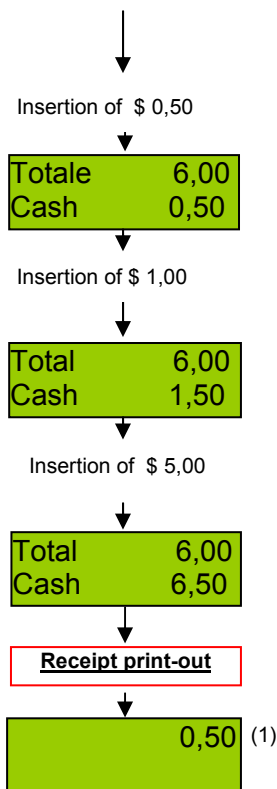 Insertion of $ 0,50
Totale 6,00
Cash 0,50
Insertion of $ 1,00
Total 6,00
Cash 1,50
Insertion of $ 5,00
Total 6,00
Cash 6,50
Receipt print-out
0,50 (1)